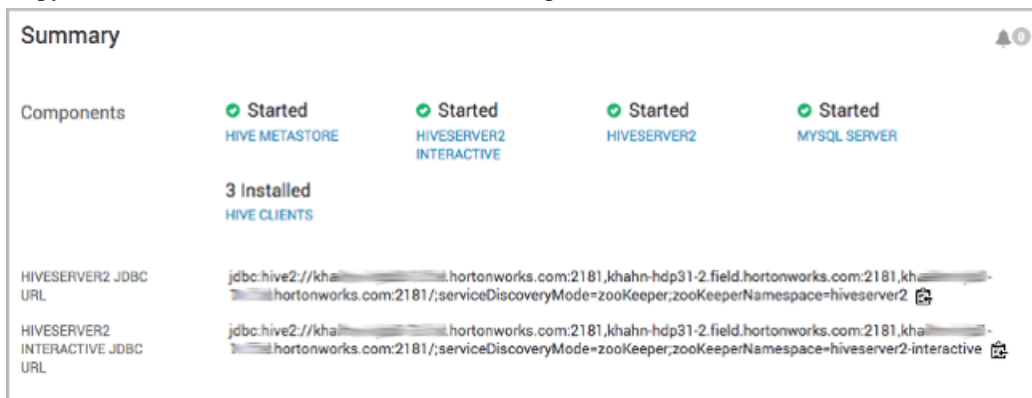 Summary
0
Components
Started
HIVE METASTORE
Started
HIVESERVER2
INTERACTIVE
Started
HIVESERVER2
Started
MYSQL SERVER
3 Installed
HIVE CLIENTS
HIVESERVER2 JDBC
URL
jdbc:hive2://kha .hortonworks.com:2181,khahn-hdp31-2.field.hortonworks.com:2181,kh -
hortonworks.com:2181/;serviceDiscoveryMode=zooKeeper;zooKeeperNamespace=hiveserver2
HIVESERVER2
INTERACTIVE JDBC
URL
jdbc:hive2://kha .hortonworks.com:2181,khahn-hdp31-2.field.hortonworks.com:2181,kha -
hortonworks.com:2181/;serviceDiscoveryMode=zooKeeper;zooKeeperNamespace=hiveserver2-interactive